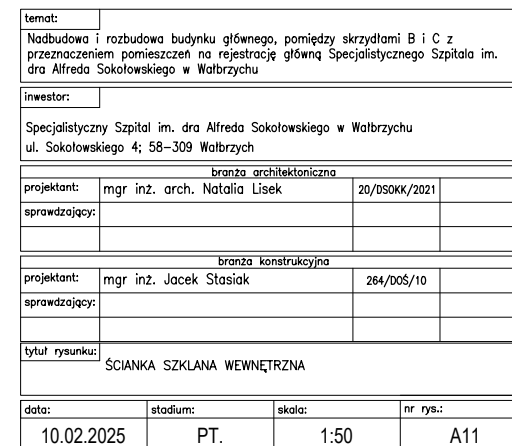 temat:
Nadbudowa i rozbudowa budynku głównego, pomiędzy skrzydłami B i C z
przeznaczeniem pomieszczeń na rejestrację główną Specjalistycznego Szpitala im.
dra Alfreda Sokołowskiego w Wałbrzychu
inwestor:
Specjalistyczny Szpital im. dra Alfreda Sokołowskiego w Wałbrzychu
ul. Sokołowskiego 4; 58-309 Wałbrzych
branża architektoniczna
projektant: mgr inż. arch. Natalia Lisek 20/DSOKK/2021
sprawdzający:
branża konstrukcyjna
projektant: mgr inż. Jacek Stasiak 264/DOŚ/10
sprawdzający:
tytuł rysunku:
ŚCIANKA SZKLANA WEWNĘTRZNA
data: stadium: skala: nr rys.:
10.02.2025 PT. 1:50 A11